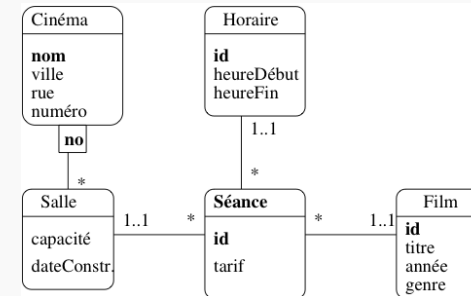 Cinéma
nom
ville
rue
numéro
no
*
Horaire
id
heureDébut
heureFin
1..1
*
Salle
capacité
dateConstr.
1..1
*
Séance
id
tarif
*
1..1
Film
id
titre
année
genre